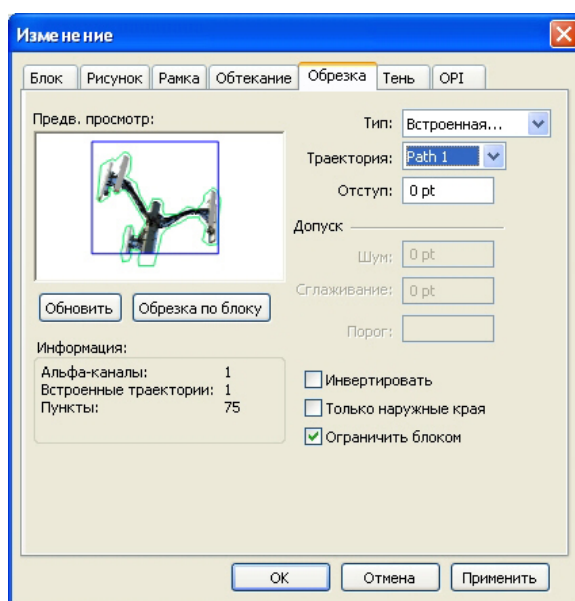 Изменение
Блок Рисунок Рамка Обтекание Обрезка Тень OPI
Предв. просмотр:
Тип: Встроенная...
Траектория: Path 1
Отступ: 0 pt
Допуск
Шум: 0 pt
Сглаживание: 0 pt
Порог:
Обновить Обрезка по блоку
Информация:
Альфа-каналы: 1
Встроенные траектории: 1
Пункты: 75
Инвертировать
Только наружные края
Ограничить блоком
ОК Отмена Применить